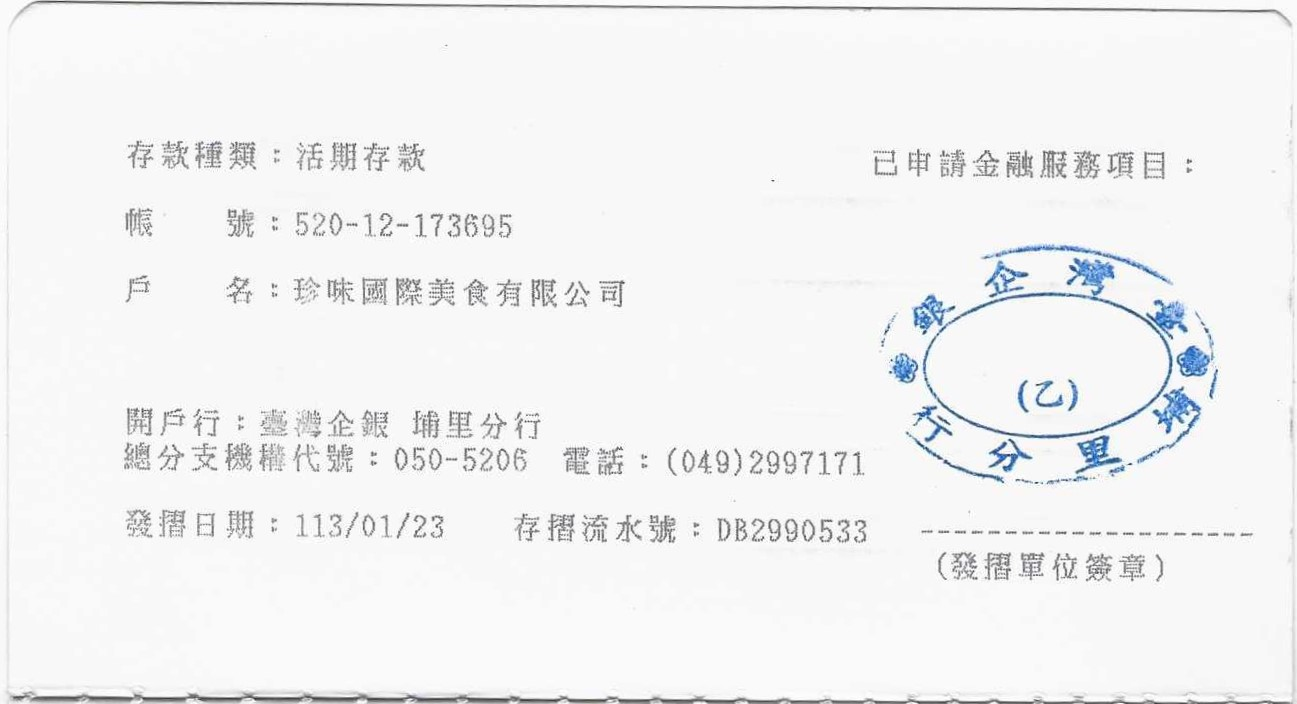 存款種類：活期存款
已申請金融服務項目：
帳　　號：520-12-173695
戶　　名：珍味國際美食有限公司
臺灣企銀
(乙)
埔里分行
開戶行：臺灣企銀 埔里分行
總分支機構代號：050-5206 電話：(049)2997171
發摺日期：113/01/23 存摺流水號：DB2990533
--------------------
(發摺單位簽章)